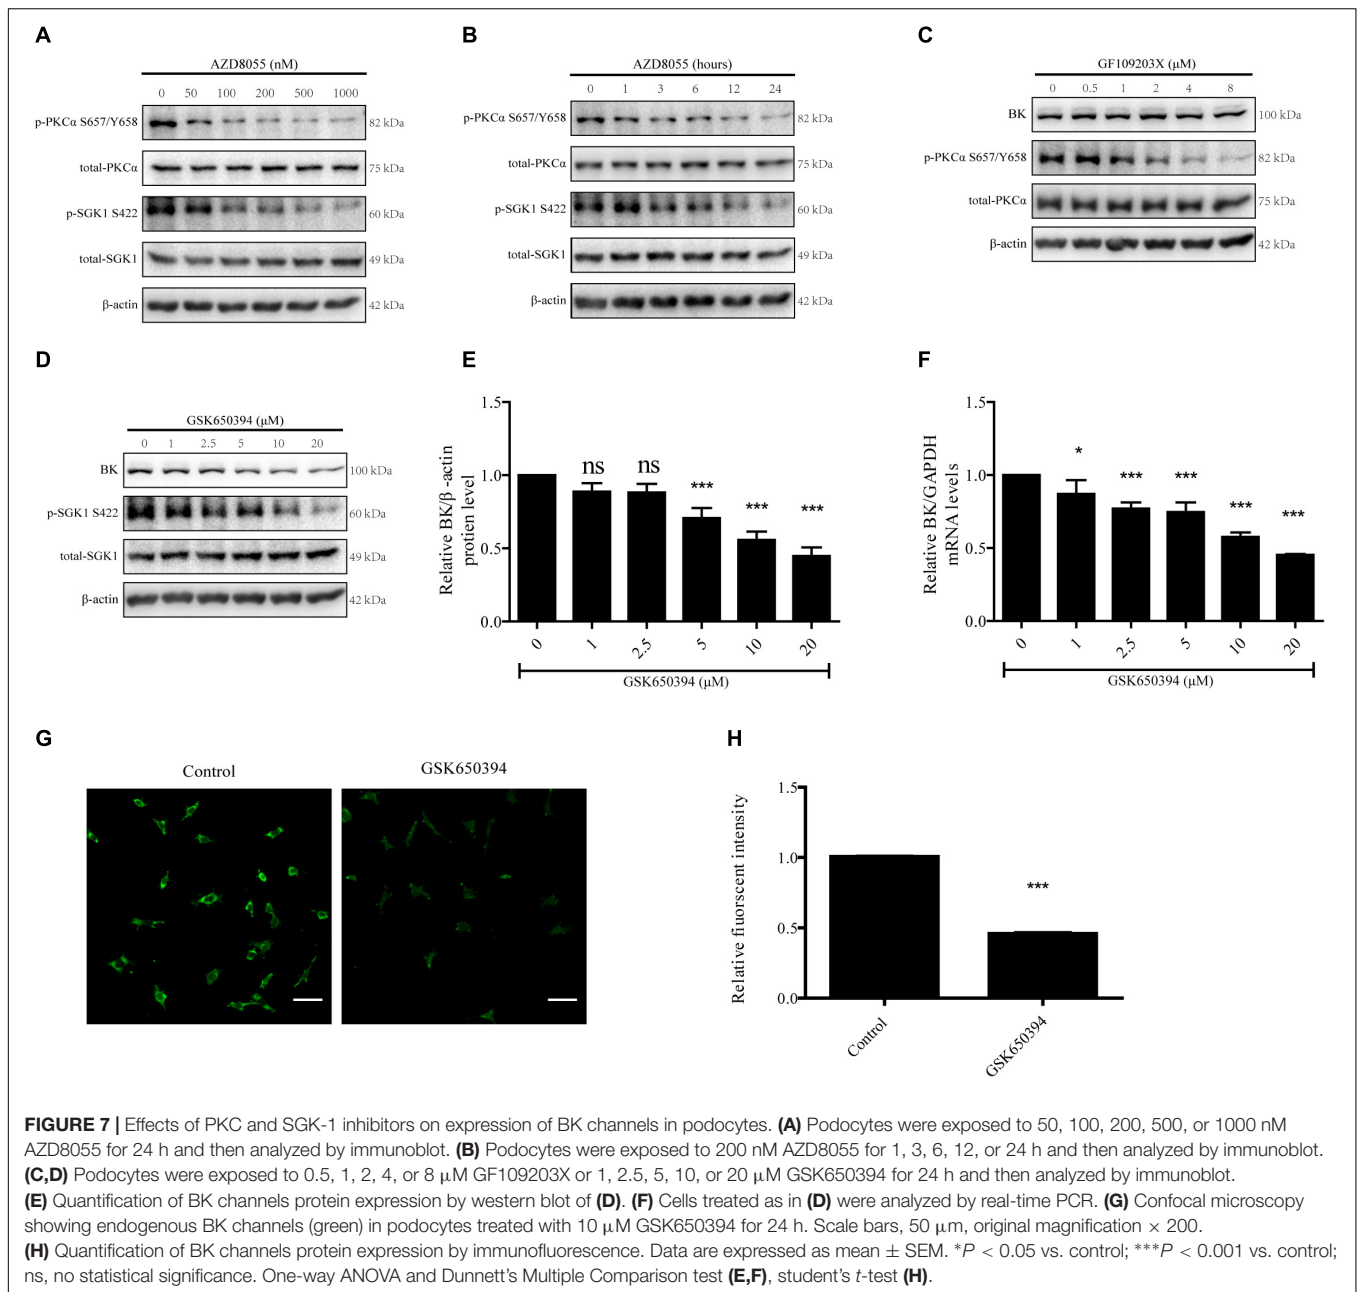 A
AZD8055 (nM)
0 50 100 200 500 1000
p-PKCα S657/Y658 82 kDa
total-PKCα 75 kDa
p-SGK1 S422 60 kDa
total-SGK1 49 kDa
β-actin 42 kDa
B
AZD8055 (hours)
0 1 3 6 12 24
p-PKCα S657/Y658 82 kDa
total-PKCα 75 kDa
p-SGK1 S422 60 kDa
total-SGK1 49 kDa
β-actin 42 kDa
C
GF109203X (μM)
0 0.5 1 2 4 8
BK 100 kDa
p-PKCα S657/Y658 82 kDa
total-PKCα 75 kDa
β-actin 42 kDa
D
GSK650394 (μM)
0 1 2.5 5 10 20
BK 100 kDa
p-SGK1 S422 60 kDa
total-SGK1 49 kDa
β-actin 42 kDa
E
Relative BK/β -actin
protien level
1.5
1.0
0.5
0.0
ns ns *** *** ***
0 1 2.5 5 10 20
GSK650394 (μM)
F
Relative BK/GAPDH
mRNA levels
1.5
1.0
0.5
0.0
* *** *** *** ***
0 1 2.5 5 10 20
GSK650394 (μM)
G
Control GSK650394
H
Relative fluorscent intensity
1.5
1.0
0.5
0.0
***
Control GSK650394
FIGURE 7 | Effects of PKC and SGK-1 inhibitors on expression of BK channels in podocytes. (A) Podocytes were exposed to 50, 100, 200, 500, or 1000 nM
AZD8055 for 24 h and then analyzed by immunoblot. (B) Podocytes were exposed to 200 nM AZD8055 for 1, 3, 6, 12, or 24 h and then analyzed by immunoblot.
(C,D) Podocytes were exposed to 0.5, 1, 2, 4, or 8 μM GF109203X or 1, 2.5, 5, 10, or 20 μM GSK650394 for 24 h and then analyzed by immunoblot.
(E) Quantification of BK channels protein expression by western blot of (D). (F) Cells treated as in (D) were analyzed by real-time PCR. (G) Confocal microscopy
showing endogenous BK channels (green) in podocytes treated with 10 μM GSK650394 for 24 h. Scale bars, 50 μm, original magnification × 200.
(H) Quantification of BK channels protein expression by immunofluorescence. Data are expressed as mean ± SEM. *P < 0.05 vs. control; ***P < 0.001 vs. control;
ns, no statistical significance. One-way ANOVA and Dunnett's Multiple Comparison test (E,F), student's t-test (H).